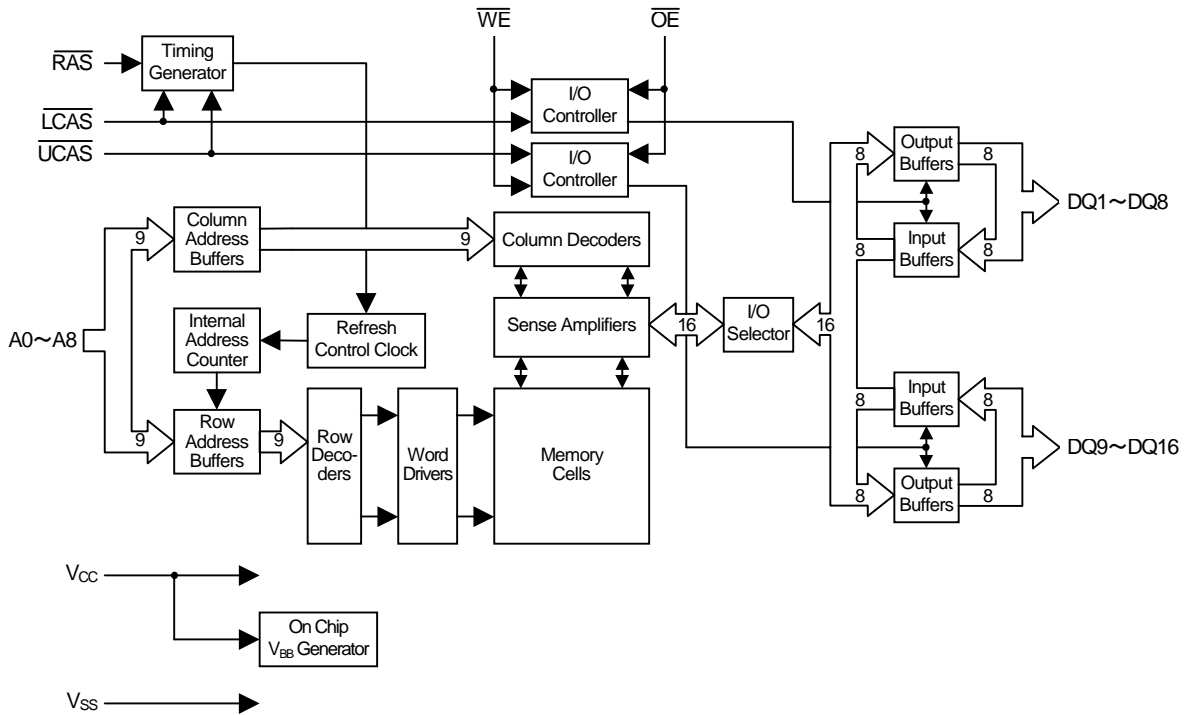 WE
OE
RAS
Timing
Generator
I/O
Controller
LCAS
UCAS
I/O
Controller
Output
Buffers
8
8
DQ1～DQ8
Input
Buffers
8
8
Column
Address
Buffers
9
9
Column Decoders
Internal
Address
Counter
Refresh
Control Clock
Sense Amplifiers
16
I/O
Selector
16
A0～A8
Row
Address
Buffers
9
9
Row
Deco-
ders
Word
Drivers
Memory
Cells
Input
Buffers
8
8
DQ9～DQ16
Output
Buffers
8
8
VCC
On Chip
VBB Generator
VSS